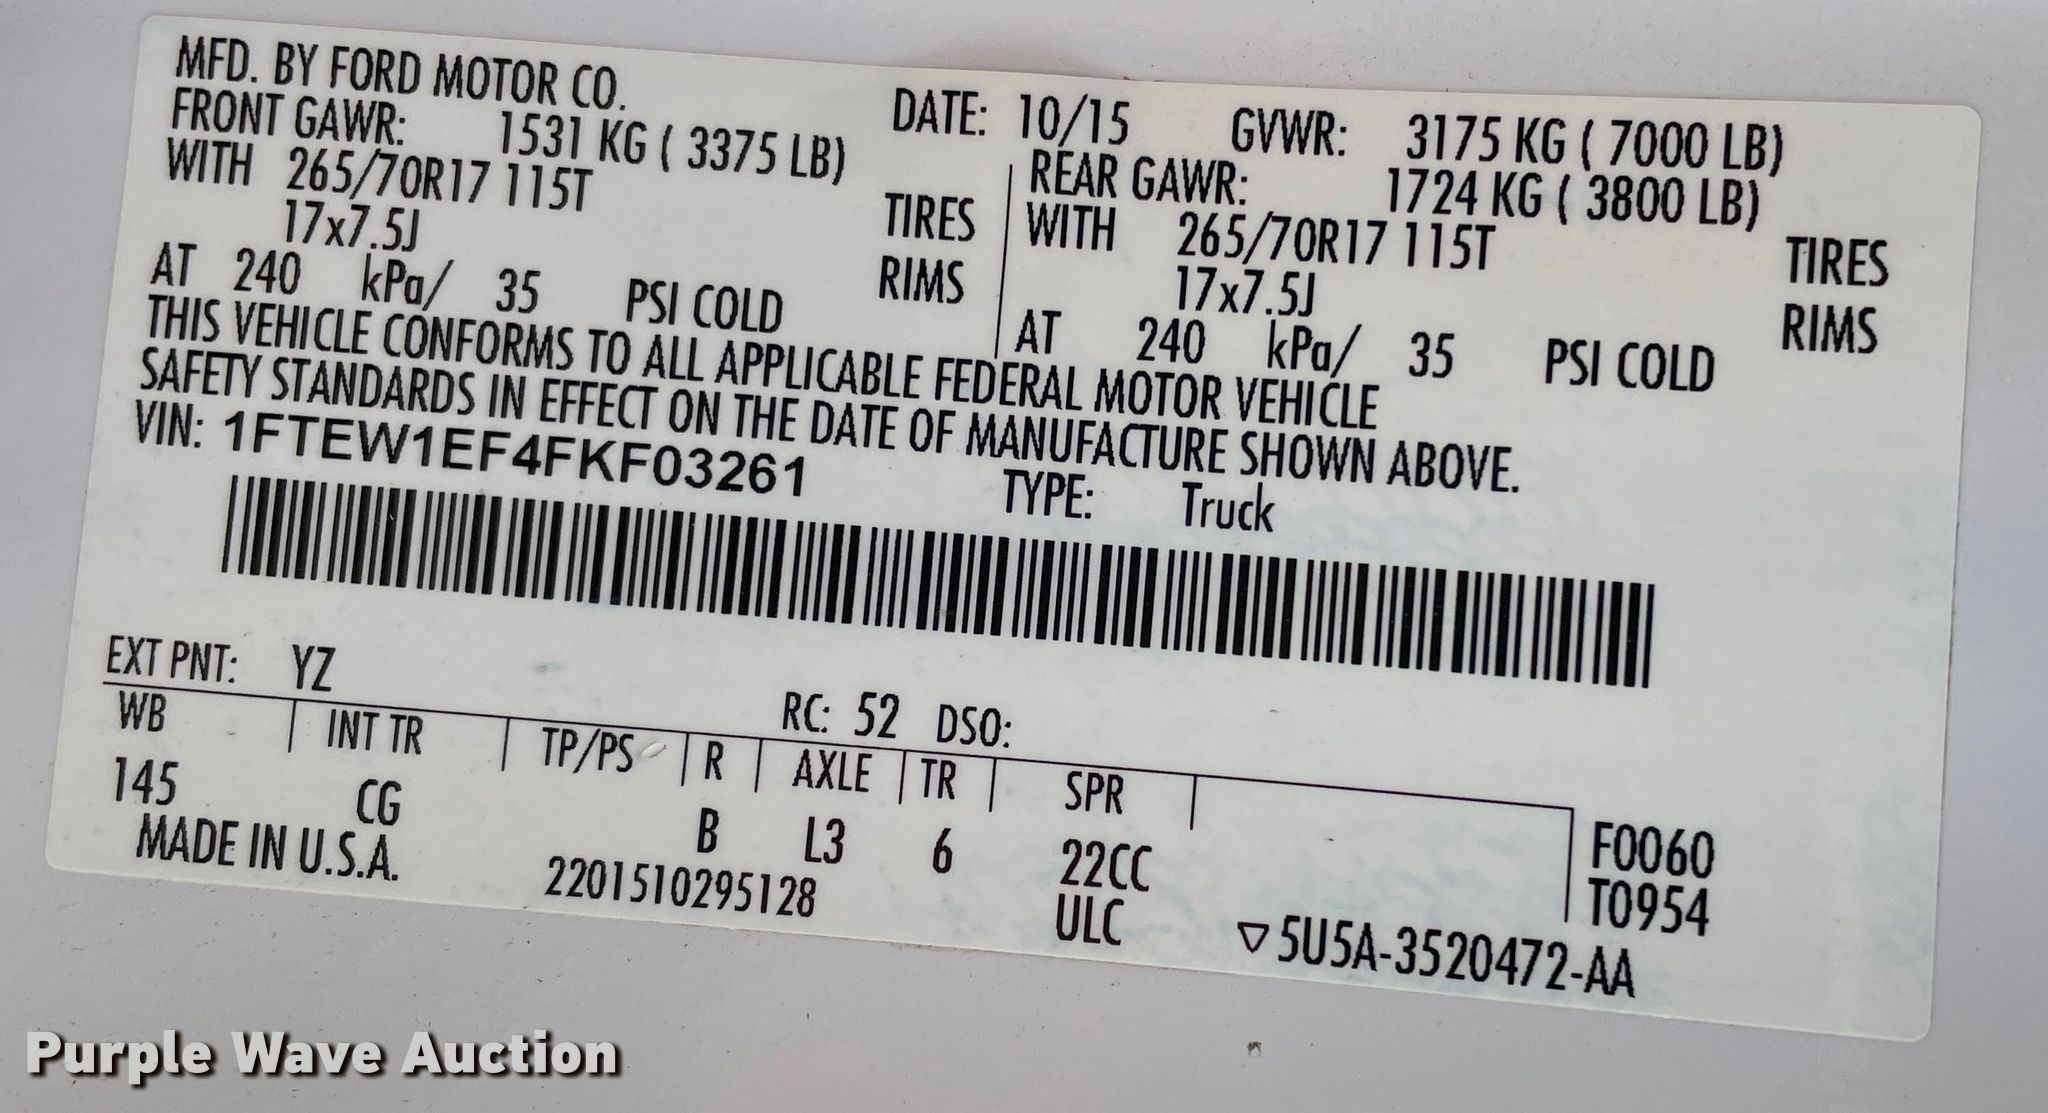 MFD. BY FORD MOTOR CO.
DATE: 10/15 GVWR: 3175 KG ( 7000 LB)
FRONT GAWR: 1531 KG ( 3375 LB)
WITH 265/70R17 115T TIRES
17x7.5J RIMS
AT 240 kPa/ 35 PSI COLD
REAR GAWR: 1724 KG ( 3800 LB)
WITH 265/70R17 115T TIRES
17x7.5J RIMS
AT 240 kPa/ 35 PSI COLD
THIS VEHICLE CONFORMS TO ALL APPLICABLE FEDERAL MOTOR VEHICLE
SAFETY STANDARDS IN EFFECT ON THE DATE OF MANUFACTURE SHOWN ABOVE.
VIN: 1FTEW1EF4FKF03261
TYPE: Truck
EXT PNT: YZ RC: 52 DSO:
WB INT TR TP/PS R AXLE TR SPR
145 CG B L3 6 22CC F0060
ULC T0954
MADE IN U.S.A. 2201510295128 ▽5U5A-3520472-AA
Purple Wave Auction